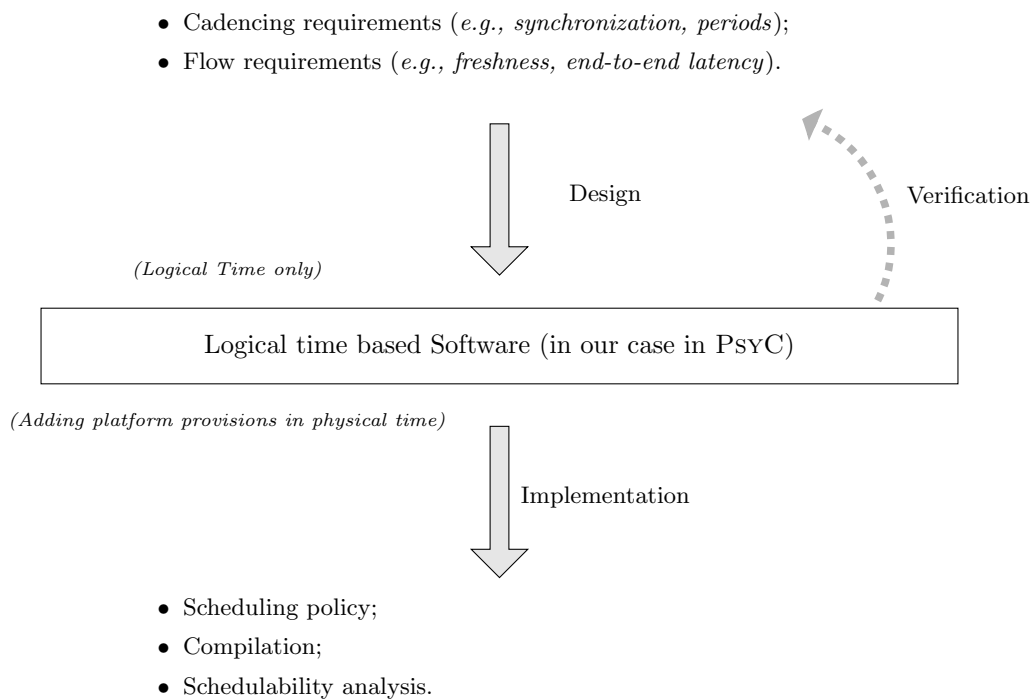 • Cadencing requirements (e.g., synchronization, periods);
• Flow requirements (e.g., freshness, end-to-end latency).
Design
Verification
(Logical Time only)
Logical time based Software (in our case in PSYC)
(Adding platform provisions in physical time)
Implementation
• Scheduling policy;
• Compilation;
• Schedulability analysis.